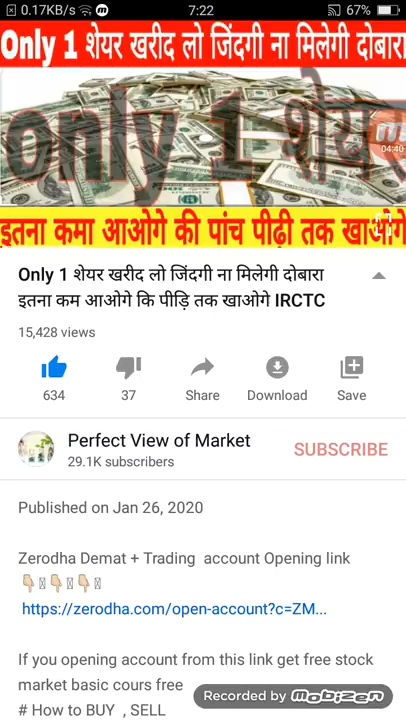 0.17KB/s
7:22
67%
Only 1 शेयर खरीद लो जिंदगी ना मिलेगी दोबारा
only 1 शेयर
04:40
इतना कमा आओगे की पांच पीढ़ी तक खाओगे
Only 1 शेयर खरीद लो जिंदगी ना मिलेगी दोबारा
इतना कम आओगे कि पीड़ि तक खाओगे IRCTC
15,428 views
634
37
Share
Download
Save
Perfect View of Market
29.1K subscribers
SUBSCRIBE
Published on Jan 26, 2020
Zerodha Demat + Trading account Opening link
https://zerodha.com/open-account?c=ZM...
If you opening account from this link get free stock
market basic cours free
# How to BUY , SELL
Recorded by Mobizen